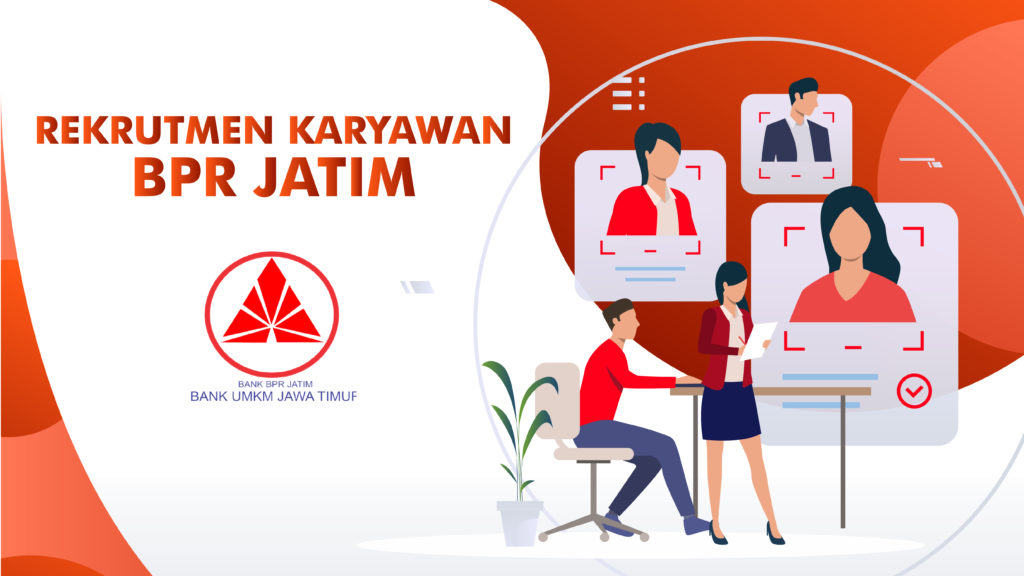 REKRUTMEN KARYAWAN
BPR JATIM
BANK BPR JATIM
BANK UMKM JAWA TIMUR